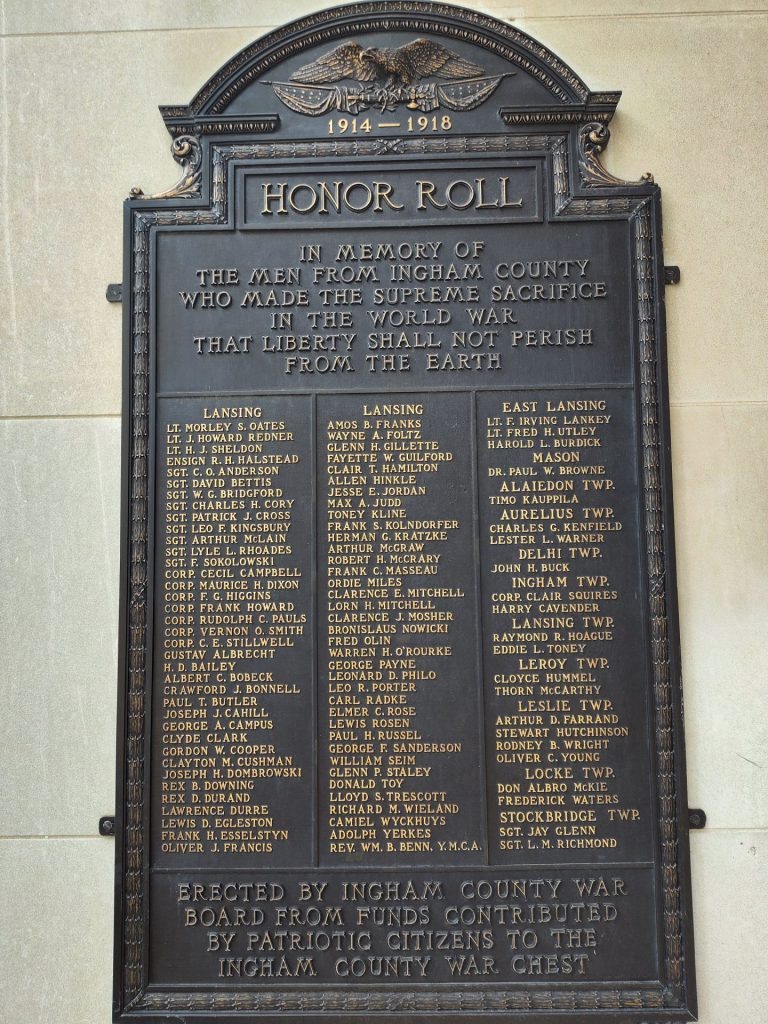 1914 — 1918
HONOR ROLL
IN MEMORY OF
THE MEN FROM INGHAM COUNTY
WHO MADE THE SUPREME SACRIFICE
IN THE WORLD WAR
THAT LIBERTY SHALL NOT PERISH
FROM THE EARTH
LANSING
LT. MORLEY S. OATES
LT. J. HOWARD REDNER
LT. H. J. SHELDON
ENSIGN R. H. HALSTEAD
SGT. C. O. ANDERSON
SGT. DAVID BETTIS
SGT. W. G. BRIDGFORD
SGT. CHARLES H. CORY
SGT. PATRICK J. CROSS
SGT. LEO F. KINGSBURY
SGT. ARTHUR McLAIN
SGT. LYLE L. RHOADES
SGT. F. SOKOLOWSKI
CORP. CECIL CAMPBELL
CORP. MAURICE H. DIXON
CORP. F. G. HIGGINS
CORP. FRANK HOWARD
CORP. RUDOLPH C. PAULS
CORP. VERNON O. SMITH
CORP. C. E. STILLWELL
GUSTAV ALBRECHT
H. D. BAILEY
ALBERT C. BOBECK
CRAWFORD J. BONNELL
PAUL T. BUTLER
JOSEPH J. CAHILL
GEORGE A. CAMPUS
CLYDE CLARK
GORDON W. COOPER
CLAYTON M. CUSHMAN
JOSEPH H. DOMBROWSKI
REX B. DOWNING
REX D. DURAND
LAWRENCE DURRE
LEWIS D. EGLESTON
FRANK H. ESSELSTYN
OLIVER J. FRANCIS
LANSING
AMOS B. FRANKS
WAYNE A. FOLTZ
GLENN H. GILLETTE
FAYETTE W. GUILFORD
CLAIR T. HAMILTON
ALLEN HINKLE
JESSE E. JORDAN
MAX A. JUDD
TONEY KLINE
FRANK S. KOLNDORFER
HERMAN G. KRATZKE
ARTHUR McGRAW
ROBERT H. McCRARY
FRANK C. MASSEAU
ORDIE MILES
CLARENCE E. MITCHELL
LORN H. MITCHELL
CLARENCE J. MOSHER
BRONISLAUS NOWICKI
FRED OLIN
WARREN H. O'ROURKE
GEORGE PAYNE
LEONARD D. PHILO
LEO R. PORTER
CARL RADKE
ELMER C. ROSE
LEWIS ROSEN
PAUL H. RUSSEL
GEORGE F. SANDERSON
WILLIAM SEIM
GLENN P. STALEY
DONALD TOY
LLOYD S. TRESCOTT
RICHARD M. WIELAND
CAMIEL WYCKHUYS
ADOLPH YERKES
REV. WM. B. BENN, Y.M.C.A.
EAST LANSING
LT. F. IRVING LANKEY
LT. FRED H. UTLEY
HAROLD L. BURDICK
MASON
DR. PAUL W. BROWNE
ALAIEDON TWP.
TIMO KAUPPILA
AURELIUS TWP.
CHARLES G. KENFIELD
LESTER L. WARNER
DELHI TWP.
JOHN H. BUCK
INGHAM TWP.
CORP. CLAIR SQUIRES
HARRY CAVENDER
LANSING TWP.
RAYMOND R. HOAGUE
EDDIE L. TONEY
LEROY TWP.
CLOYCE HUMMEL
THORN McCARTHY
LESLIE TWP.
ARTHUR D. FARRAND
STEWART HUTCHINSON
RODNEY B. WRIGHT
OLIVER C. YOUNG
LOCKE TWP.
DON ALBRO McKIE
FREDERICK WATERS
STOCKBRIDGE TWP.
SGT. JAY GLENN
SGT. L. M. RICHMOND
ERECTED BY INGHAM COUNTY WAR
BOARD FROM FUNDS CONTRIBUTED
BY PATRIOTIC CITIZENS TO THE
INGHAM COUNTY WAR CHEST